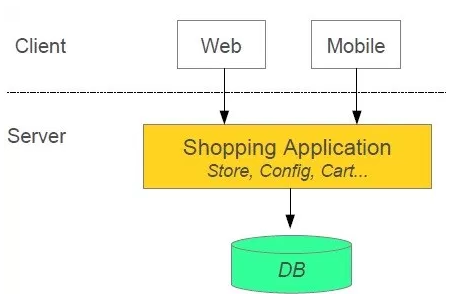 Client
Web
Mobile
Server
Shopping Application
Store, Config, Cart...
DB